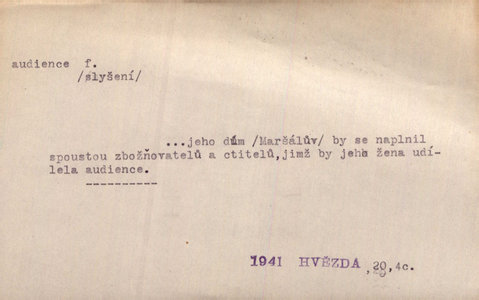 audience f.
/slyšení/
...jeho dům /Maršálův/ by se naplnil
spoustou zbožňovatelů a ctitelů,jimž by jeho žena udí-
lela audience.
----------
1941 HVĚZDA ,20,4c.